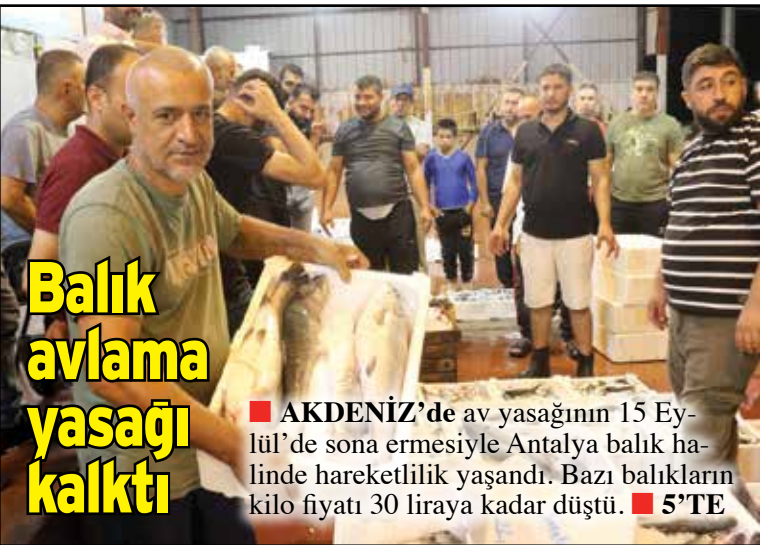 Balık
avlama
yasağı
kalktı
■ AKDENİZ'de av yasağının 15 Ey-
lül'de sona ermesiyle Antalya balık ha-
linde hareketlilik yaşandı. Bazı balıkların
kilo fiyatı 30 liraya kadar düştü. ■ 5'TE